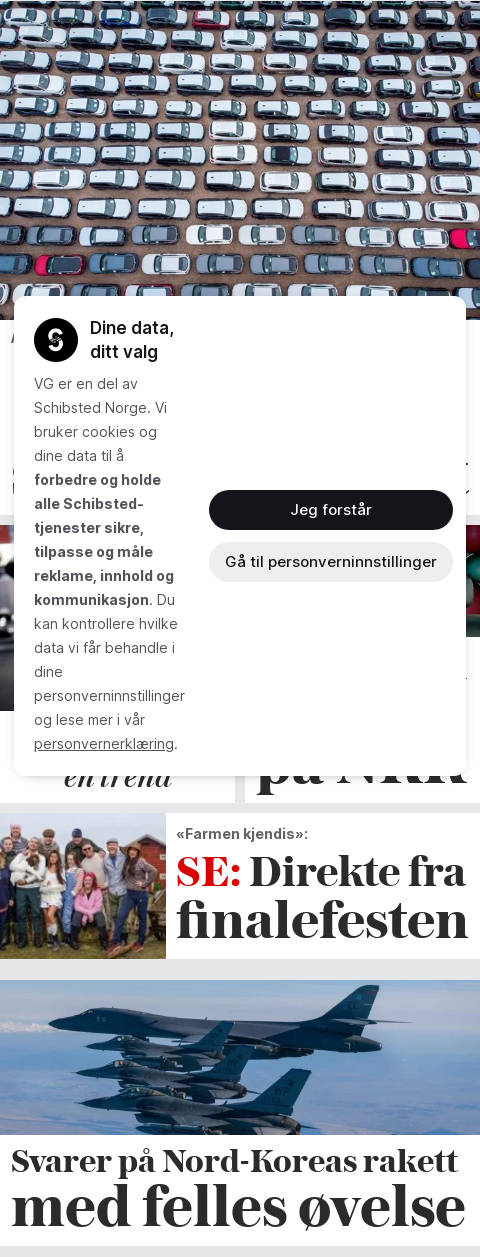 Dine data,
ditt valg
VG er en del av
Schibsted Norge. Vi
bruker cookies og
dine data til å
forbedre og holde
alle Schibsted-
tjenester sikre,
tilpasse og måle
reklame, innhold og
kommunikasjon. Du
kan kontrollere hvilke
data vi får behandle i
dine
personverninnstillinger
og lese mer i vår
personvernerklæring.
Jeg forstår
Gå til personverninnstillinger
en trend
på NRK
«Farmen kjendis»:
SE: Direkte fra
finalefesten
Svarer på Nord-Koreas rakett
med felles øvelse